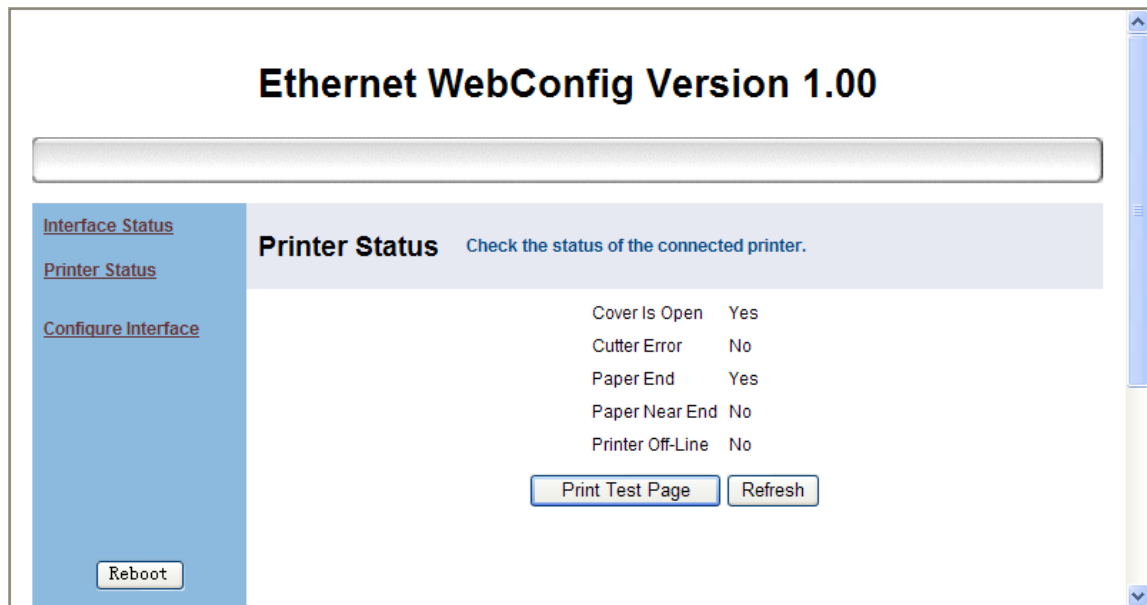 Ethernet WebConfig Version 1.00
Interface Status
Printer Status
Configure Interface
Reboot
Printer Status Check the status of the connected printer.
Cover Is Open Yes
Cutter Error No
Paper End Yes
Paper Near End No
Printer Off-Line No
Print Test Page Refresh